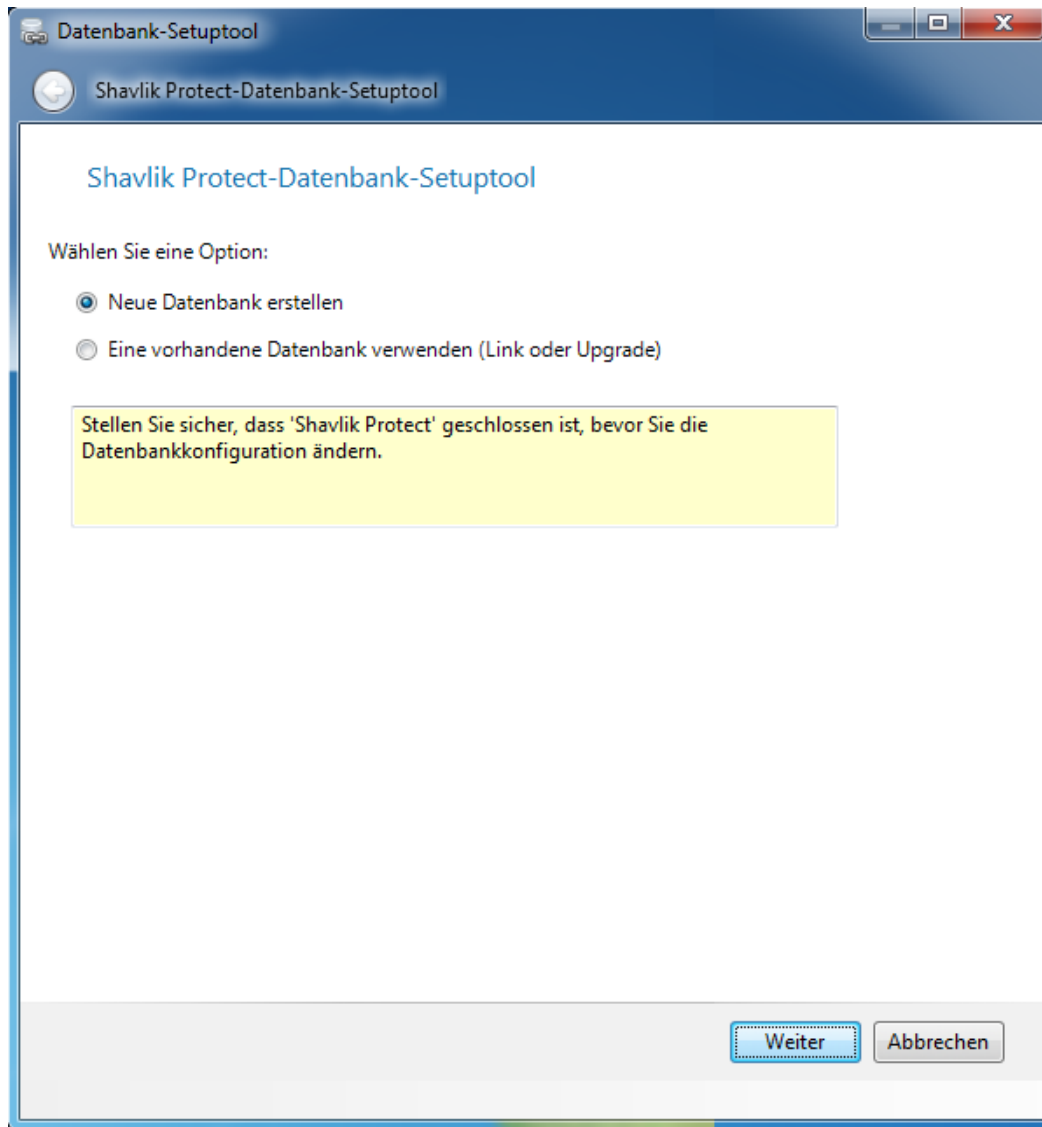 Datenbank-Setuptool
Shavlik Protect-Datenbank-Setuptool
Shavlik Protect-Datenbank-Setuptool
Wählen Sie eine Option:
Neue Datenbank erstellen
Eine vorhandene Datenbank verwenden (Link oder Upgrade)
Stellen Sie sicher, dass 'Shavlik Protect' geschlossen ist, bevor Sie die
Datenbankkonfiguration ändern.
Weiter
Abbrechen